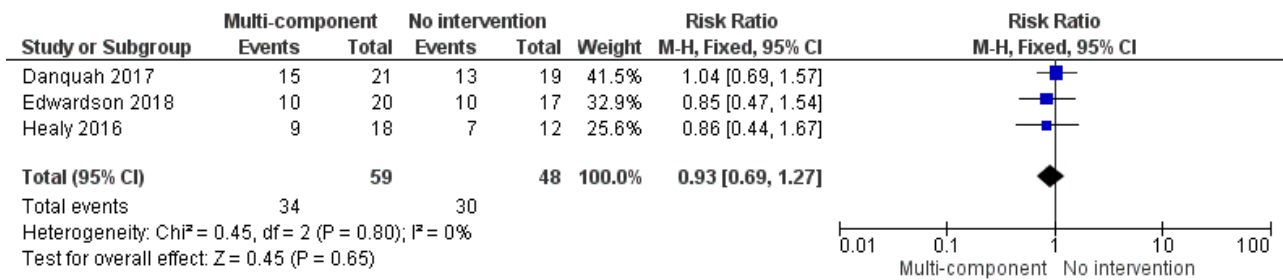 Multi-component No intervention Risk Ratio Risk Ratio
Study or Subgroup Events Total Events Total Weight M-H, Fixed, 95% CI M-H, Fixed, 95% CI
Danquah 2017 15 21 13 19 41.5% 1.04 [0.69, 1.57]
Edwardson 2018 10 20 10 17 32.9% 0.85 [0.47, 1.54]
Healy 2016 9 18 7 12 25.6% 0.86 [0.44, 1.67]
Total (95% CI) 59 48 100.0% 0.93 [0.69, 1.27]
Total events 34 30
Heterogeneity: Chi² = 0.45, df = 2 (P = 0.80); I² = 0%
Test for overall effect: Z = 0.45 (P = 0.65)
0.01 0.1 1 10 100
Multi-component No intervention